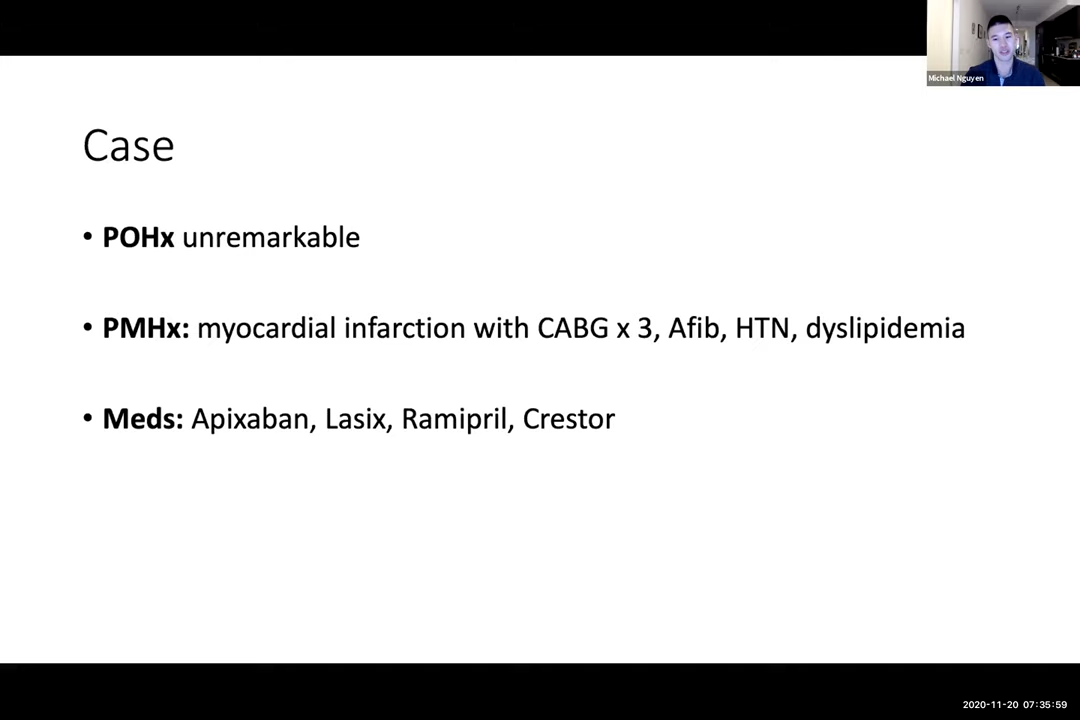 Michael Nguyen
Case
• POHx unremarkable
• PMHx: myocardial infarction with CABG x 3, Afib, HTN, dyslipidemia
• Meds: Apixaban, Lasix, Ramipril, Crestor
2020-11-20 07:35:59